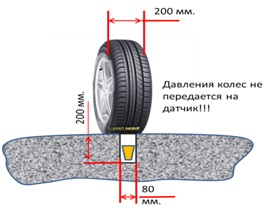 200 мм.
Давления колес не
передается на
датчик!!!
200 мм.
80
мм.